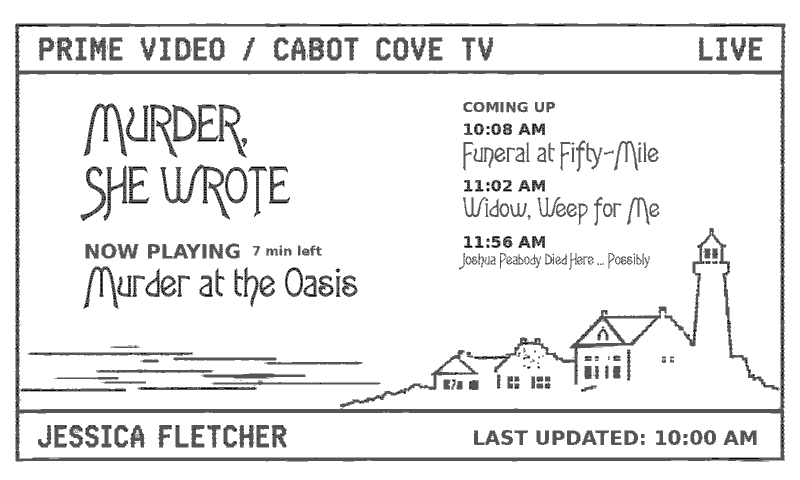 PRIME VIDEO / CABOT COVE TV
LIVE
MURDER,
SHE WROTE
NOW PLAYING 7 min left
Murder at the Oasis
COMING UP
10:08 AM
Funeral at Fifty-Mile
11:02 AM
Widow, Weep for Me
11:56 AM
Joshua Peabody Died Here ... Possibly
JESSICA FLETCHER
LAST UPDATED: 10:00 AM